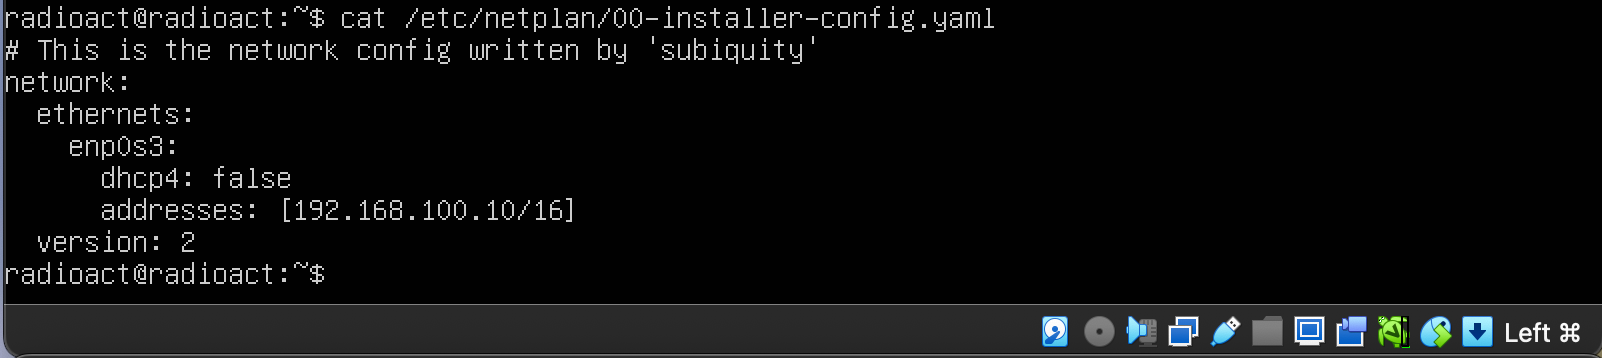 radioact@radioact:~$ cat /etc/netplan/00-installer-config.yaml
# This is the network config written by 'subiquity'
network:
  ethernets:
    enp0s3:
      dhcp4: false
      addresses: [192.168.100.10/16]
  version: 2
radioact@radioact:~$
Left ⌘